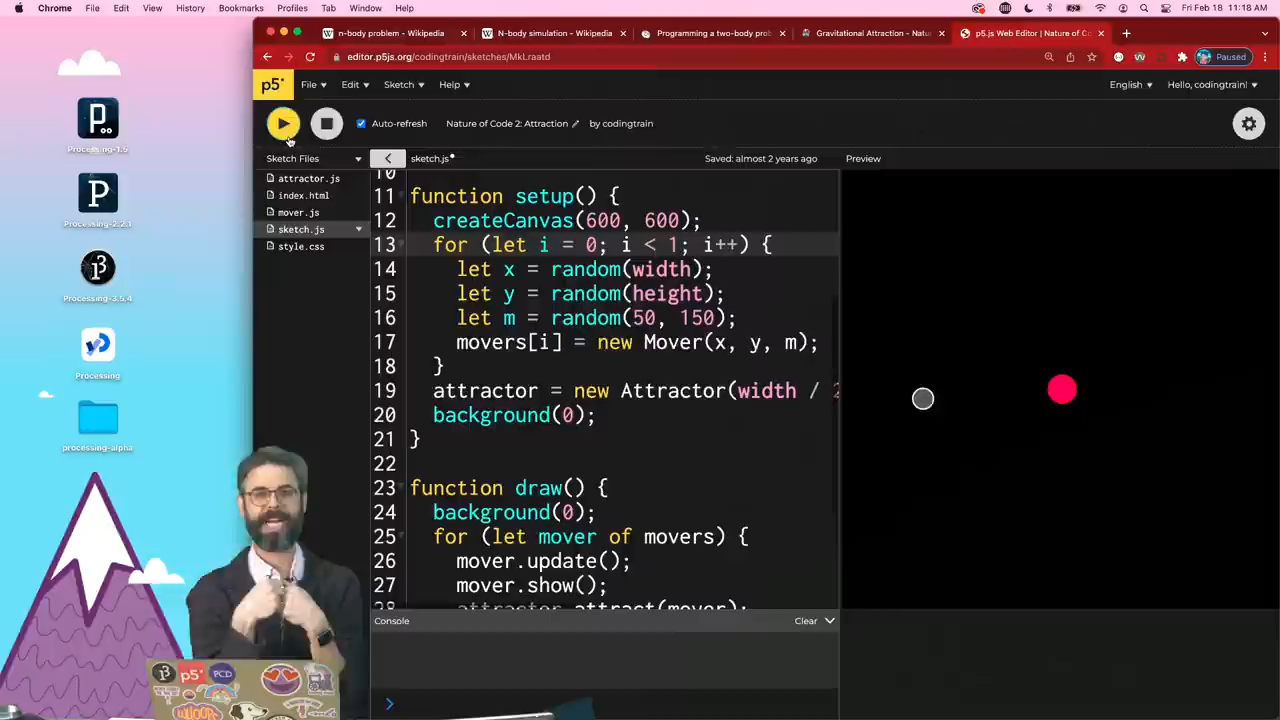 Chrome File Edit View History Bookmarks Profiles Tab Window Help Fri Feb 18 11:18 AM
n-body problem - Wikipedia N-body simulation - Wikipedia Programming a two-body prob Gravitational Attraction - Natu p5.js Web Editor | Nature of C
editor.p5js.org/codingtrain/sketches/MkLraatd Paused
p5* File Edit Sketch Help English Hello, codingtrain!
Auto-refresh Nature of Code 2: Attraction by codingtrain
Sketch Files sketch.js Saved: almost 2 years ago Preview
attractor.js
index.html
mover.js
sketch.js
style.css
10
11 function setup() {
12 createCanvas(600, 600);
13 for (let i = 0; i < 1; i++) {
14 let x = random(width);
15 let y = random(height);
16 let m = random(50, 150);
17 movers[i] = new Mover(x, y, m);
18 }
19 attractor = new Attractor(width / 2
20 background(0);
21 }
22
23 function draw() {
24 background(0);
25 for (let mover of movers) {
26 mover.update();
27 mover.show();
28 attractor.attract(mover);
Console Clear
Processing-1.5
Processing-2.2.1
Processing-3.5.4
Processing
processing-alpha
p5*
PCD